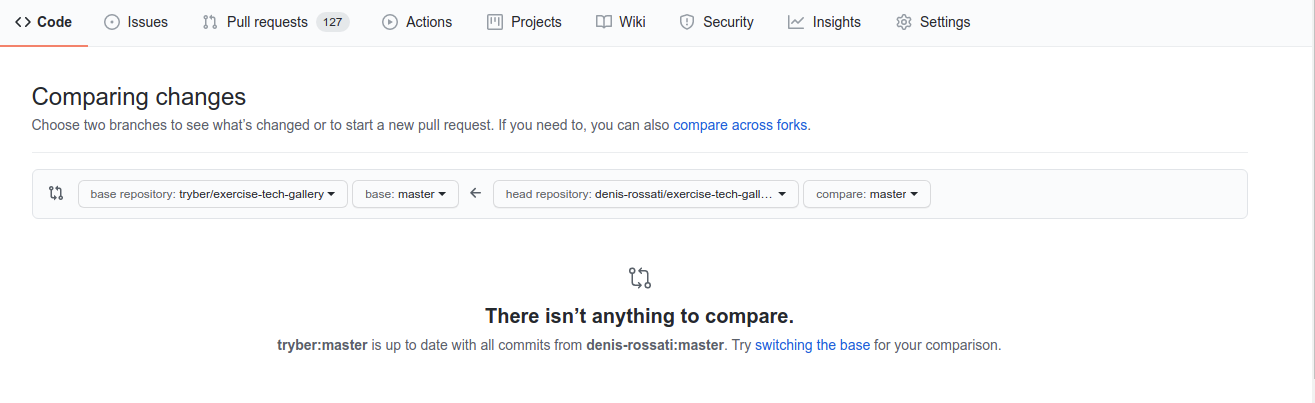 Code Issues Pull requests 127 Actions Projects Wiki Security Insights Settings
Comparing changes
Choose two branches to see what's changed or to start a new pull request. If you need to, you can also compare across forks.
base repository: tryber/exercise-tech-gallery base: master head repository: denis-rossati/exercise-tech-gall… compare: master
There isn't anything to compare.
tryber:master is up to date with all commits from denis-rossati:master. Try switching the base for your comparison.